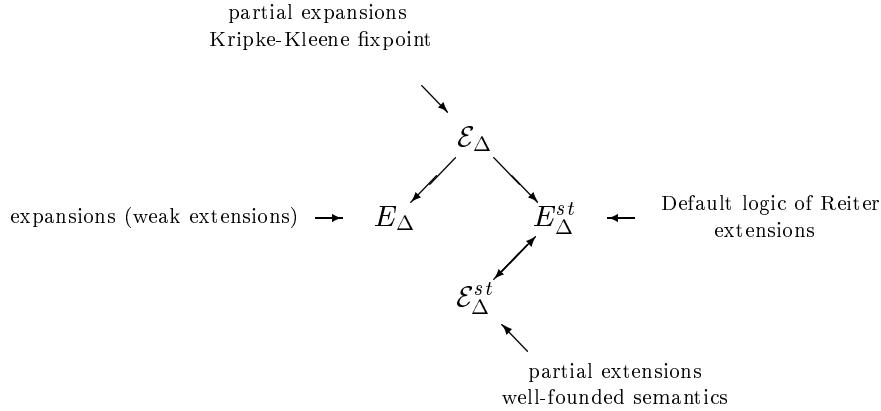 partial expansions
Kripke-Kleene fixpoint
ℰ_Δ
expansions (weak extensions)
E_Δ
E_Δ^{st}
Default logic of Reiter
extensions
ℰ_Δ^{st}
partial extensions
well-founded semantics